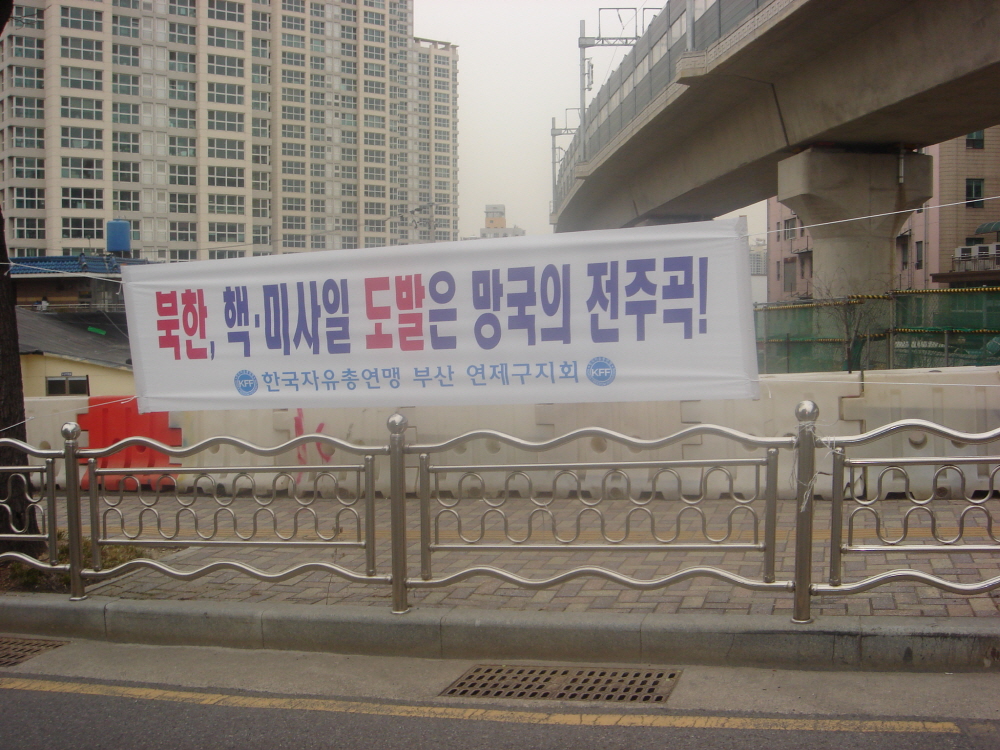 북한, 핵·미사일 도발은 망국의 전주곡!
KFF 한국자유총연맹 부산 연제구지회 KFF